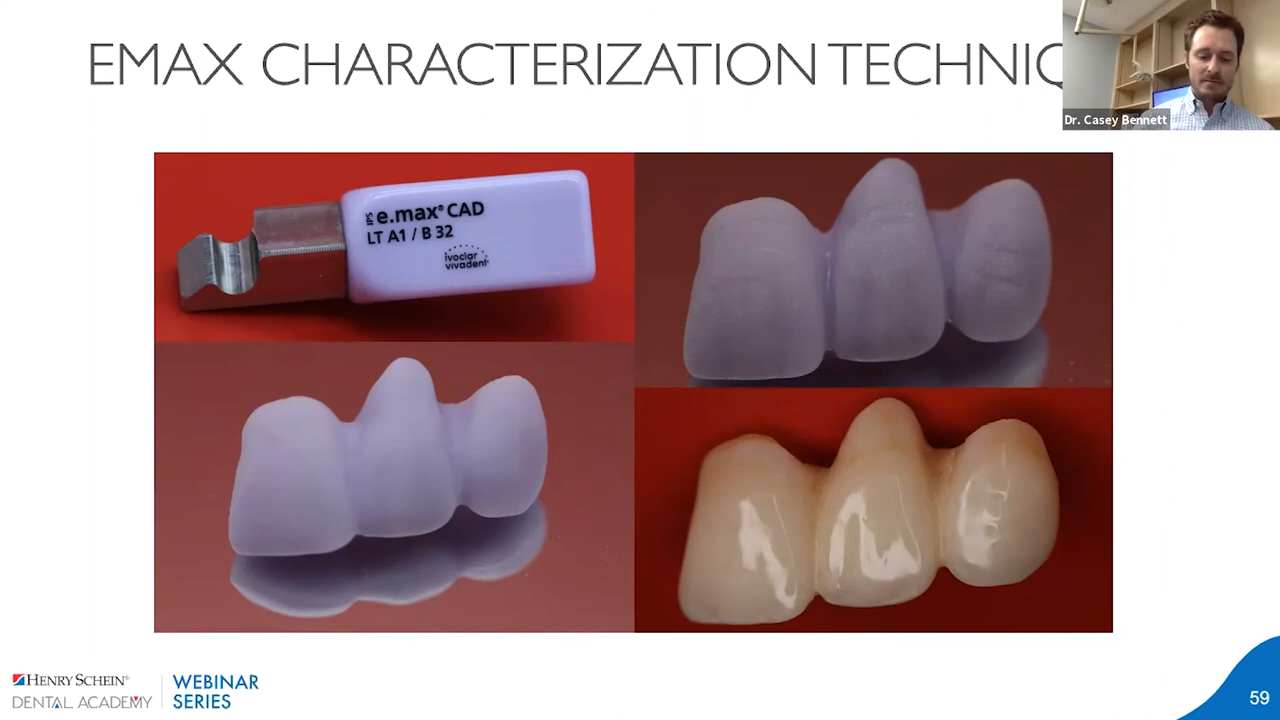 EMAX CHARACTERIZATION TECHNIQ
Dr. Casey Bennett
IPS e.max® CAD
LT A1 / B 32
ivoclar
vivadent
HENRY SCHEIN®
DENTAL ACADEMY
WEBINAR
SERIES
59